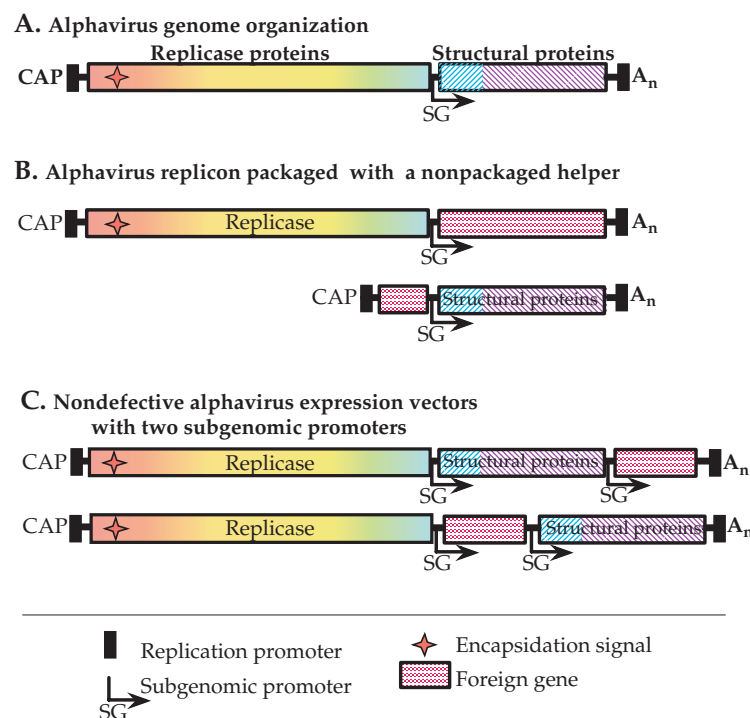 A. Alphavirus genome organization
Replicase proteins Structural proteins
CAP An
SG
B. Alphavirus replicon packaged with a nonpackaged helper
CAP Replicase An
SG
CAP Structural proteins An
SG
C. Nondefective alphavirus expression vectors
with two subgenomic promoters
CAP Replicase Structural proteins An
SG SG
CAP Replicase Structural proteins An
SG SG
Replication promoter Encapsidation signal
Subgenomic promoter Foreign gene
SG